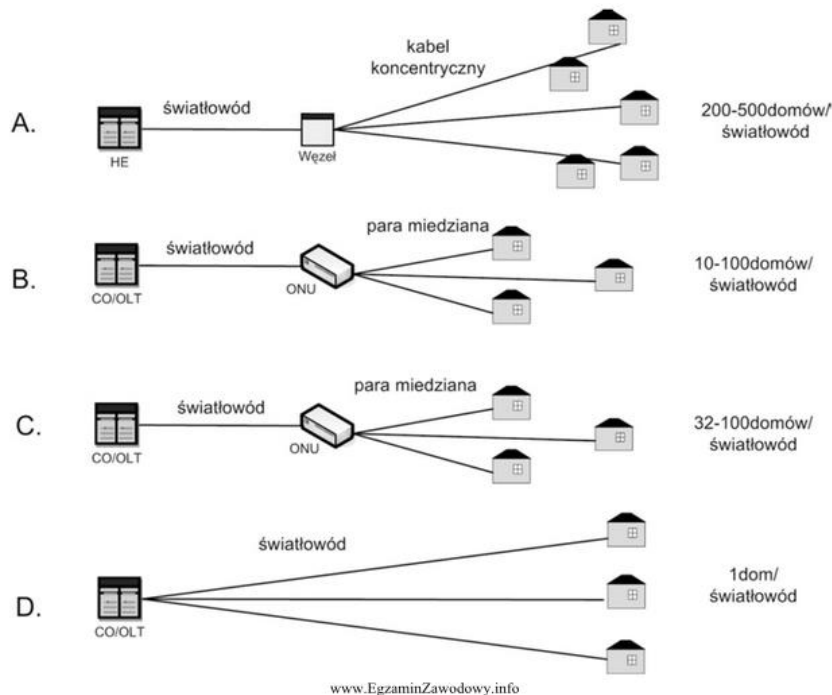 kabel
koncentryczny
światłowód
A.
HE
Węzeł
200-500domów/
światłowód
para miedziana
światłowód
B.
CO/OLT
ONU
10-100domów/
światłowód
para miedziana
światłowód
C.
CO/OLT
ONU
32-100domów/
światłowód
światłowód
D.
CO/OLT
1dom/
światłowód
www.EgzaminZawodowy.info